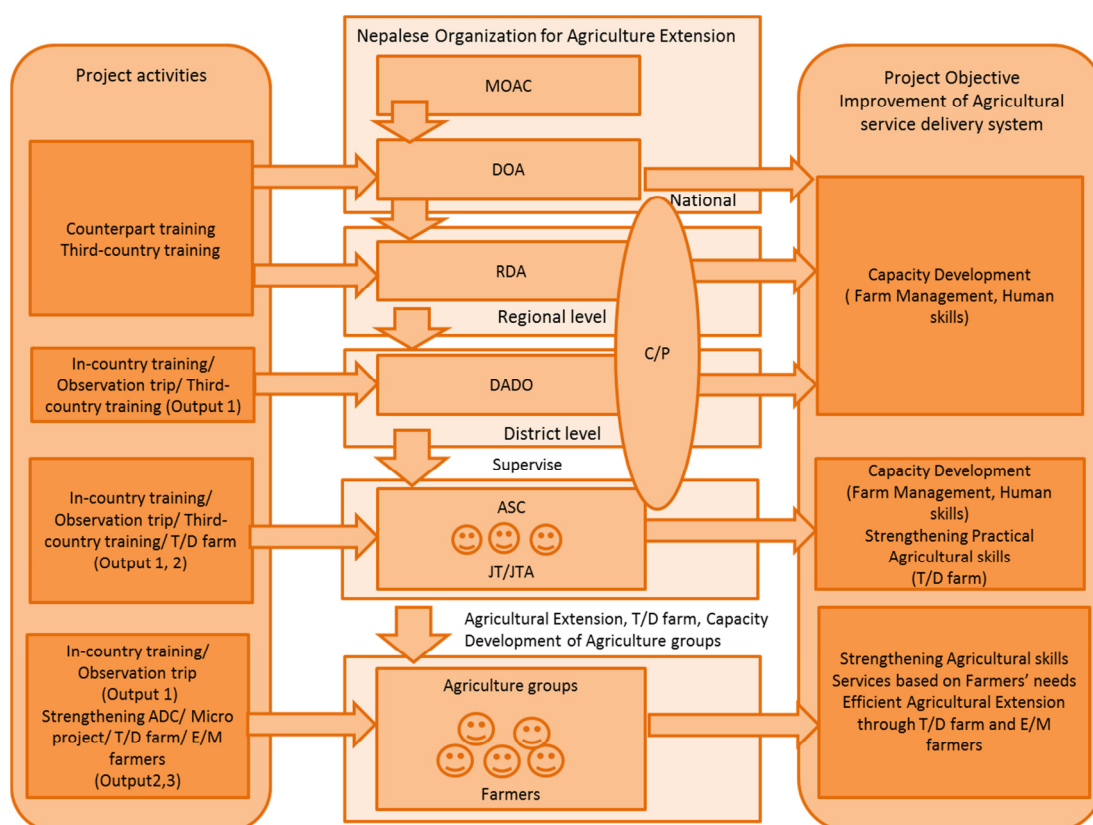 Project activities
Counterpart training
Third-country training
In-country training/
Observation trip/ Third-
country training (Output 1)
In-country training/
Observation trip/ Third-
country training/ T/D farm
(Output 1, 2)
In-country training/
Observation trip
(Output 1)
Strengthening ADC/ Micro
project/ T/D farm/ E/M
farmers
(Output2,3)
Nepalese Organization for Agriculture Extension
MOAC
DOA
National
RDA
Regional level
C/P
DADO
District level
Supervise
ASC
JT/JTA
Agricultural Extension, T/D farm, Capacity
Development of Agriculture groups
Agriculture groups
Farmers
Project Objective
Improvement of Agricultural
service delivery system
Capacity Development
( Farm Management, Human
skills)
Capacity Development
(Farm Management, Human
skills)
Strengthening Practical
Agricultural skills
(T/D farm)
Strengthening Agricultural skills
Services based on Farmers' needs
Efficient Agricultural Extension
through T/D farm and E/M
farmers